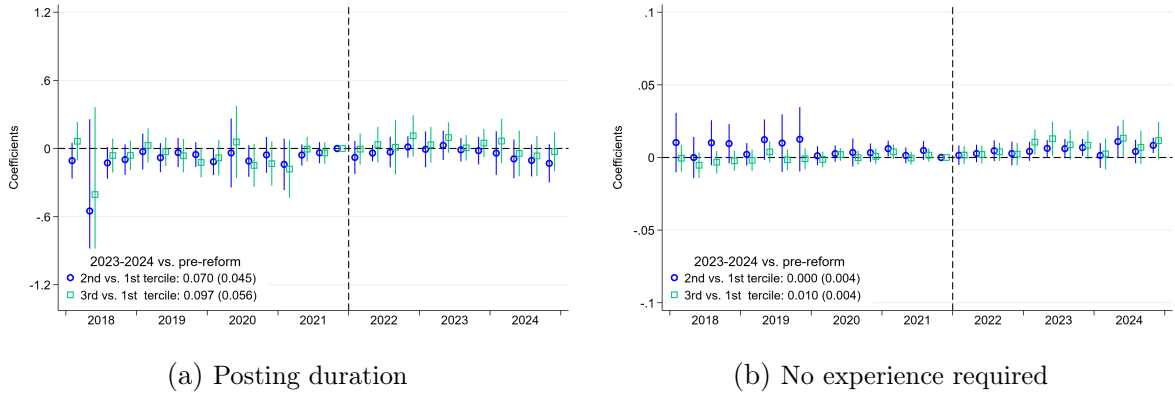 1.2
.6
0
-.6
-1.2
Coefficients
2023-2024 vs. pre-reform
2nd vs. 1st tercile: 0.070 (0.045)
3rd vs. 1st tercile: 0.097 (0.056)
2018 2019 2020 2021 2022 2023 2024
(a) Posting duration
.1
.05
0
-.05
-.1
Coefficients
2023-2024 vs. pre-reform
2nd vs. 1st tercile: 0.000 (0.004)
3rd vs. 1st tercile: 0.010 (0.004)
2018 2019 2020 2021 2022 2023 2024
(b) No experience required